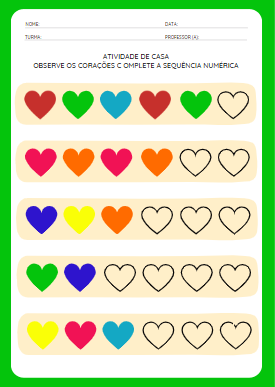 NOME: DATA:
TURMA: PROFESSOR (A):
ATIVIDADE DE CASA
OBSERVE OS CORAÇÕES C OMPLETE A SEQUÊNCIA NUMÉRICA